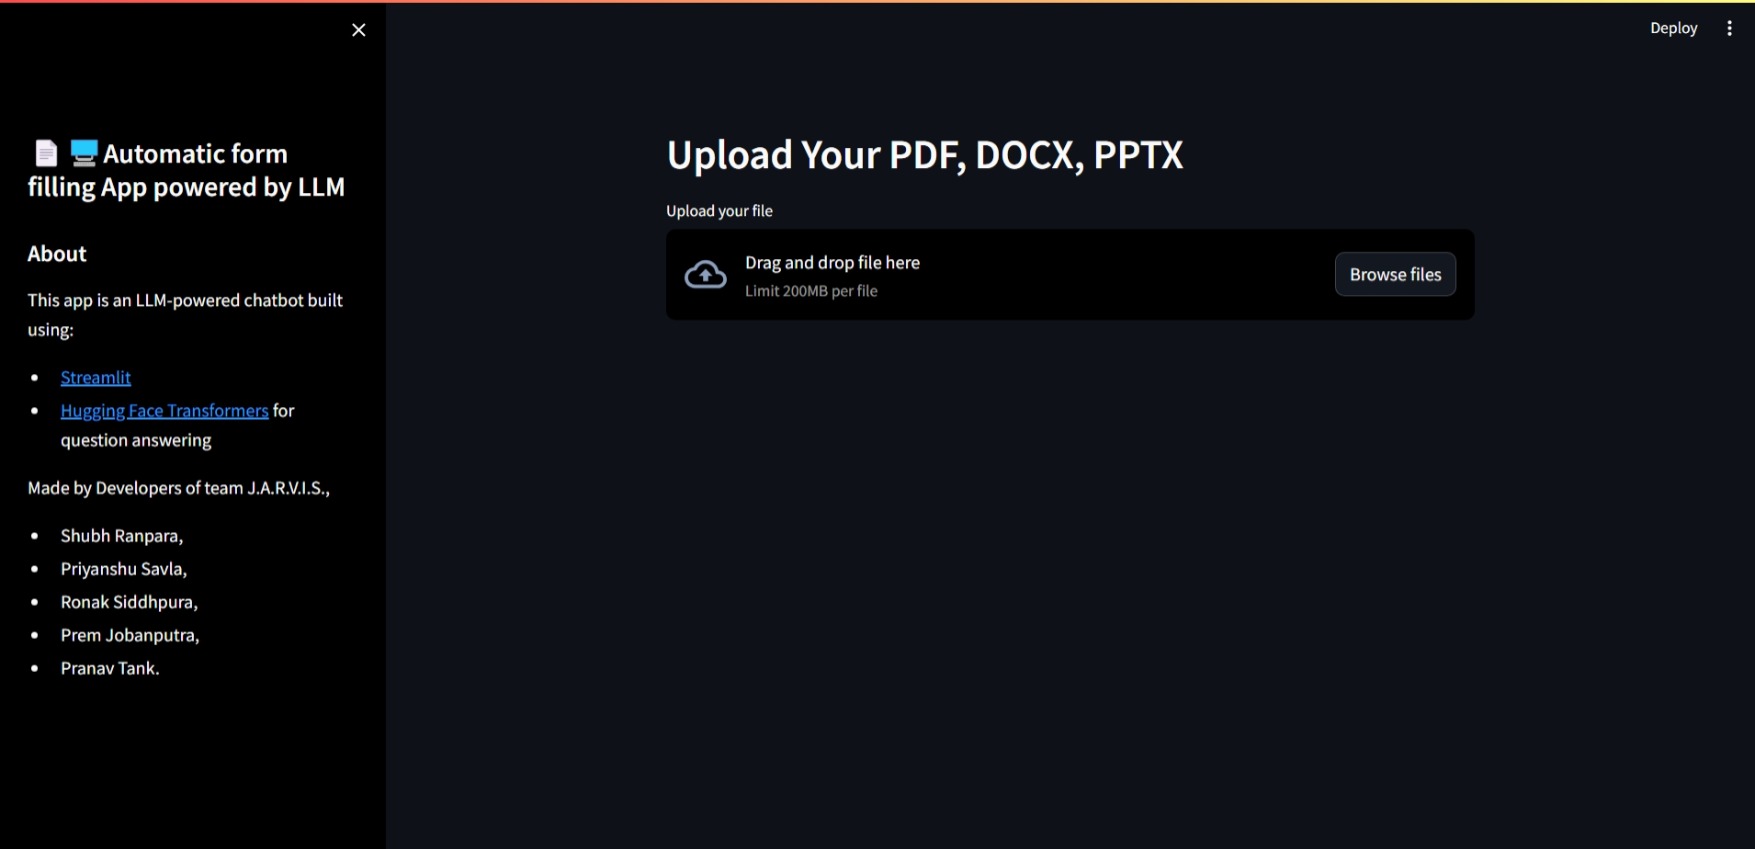 Deploy
📄 🖥️Automatic form
filling App powered by LLM
About
This app is an LLM-powered chatbot built
using:
• Streamlit
• Hugging Face Transformers for
question answering
Made by Developers of team J.A.R.V.I.S.,
• Shubh Ranpara,
• Priyanshu Savla,
• Ronak Siddhpura,
• Prem Jobanputra,
• Pranav Tank.
Upload Your PDF, DOCX, PPTX
Upload your file
Drag and drop file here
Limit 200MB per file
Browse files